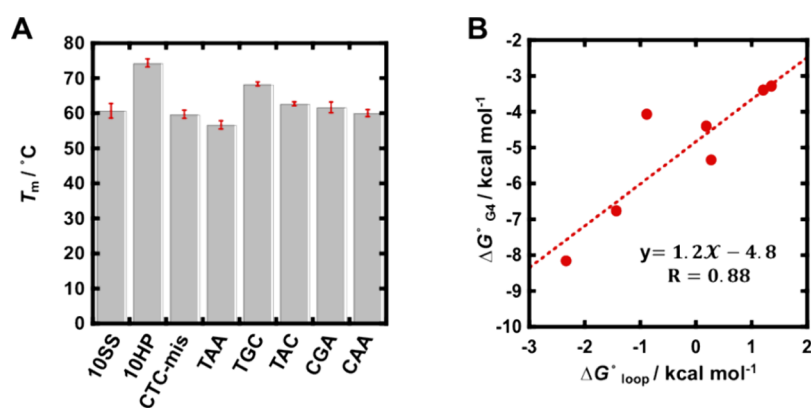 A
80
70
60
50
40
30
20
10
0
T m / °C
10SS
10HP
CTC-mis
TAA
TGC
TAC
CGA
CAA
B
-2
-3
-4
-5
-6
-7
-8
-9
-10
ΔG° G4 / kcal mol⁻¹
y= 1.2X − 4.8
R = 0.88
-3 -2 -1 0 1 2
ΔG° loop / kcal mol⁻¹